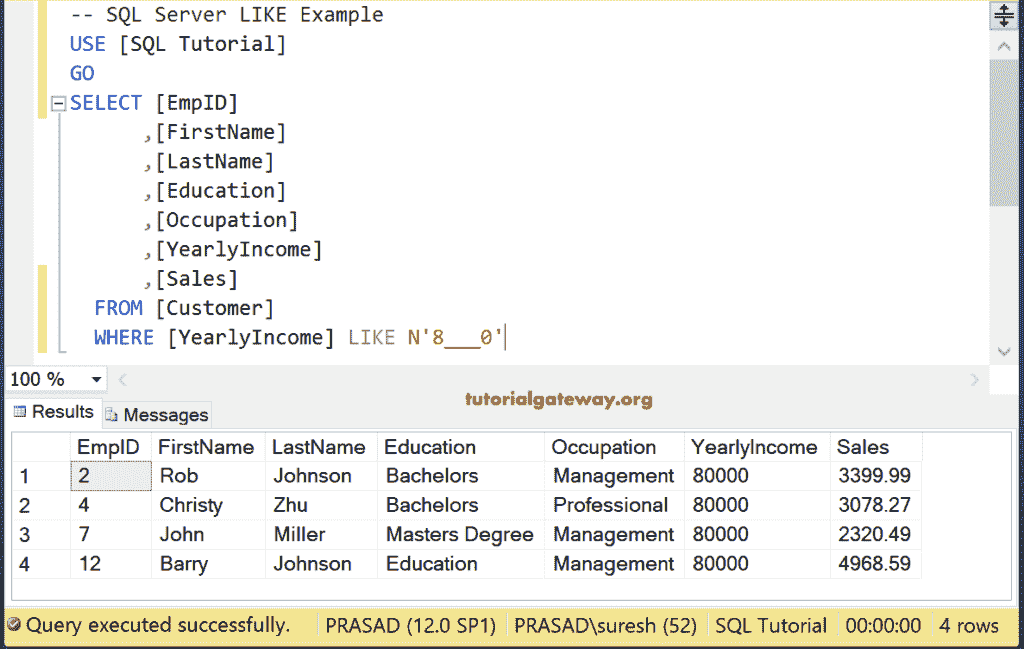 -- SQL Server LIKE Example
USE [SQL Tutorial]
GO
SELECT [EmpID]
,[FirstName]
,[LastName]
,[Education]
,[Occupation]
,[YearlyIncome]
,[Sales]
FROM [Customer]
WHERE [YearlyIncome] LIKE N'8___0'
100 %
tutorialgateway.org
Results Messages
EmpID FirstName LastName Education Occupation YearlyIncome Sales
1 2 Rob Johnson Bachelors Management 80000 3399.99
2 4 Christy Zhu Bachelors Professional 80000 3078.27
3 7 John Miller Masters Degree Management 80000 2320.49
4 12 Barry Johnson Education Management 80000 4968.59
Query executed successfully. PRASAD (12.0 SP1) PRASAD\suresh (52) SQL Tutorial 00:00:00 4 rows